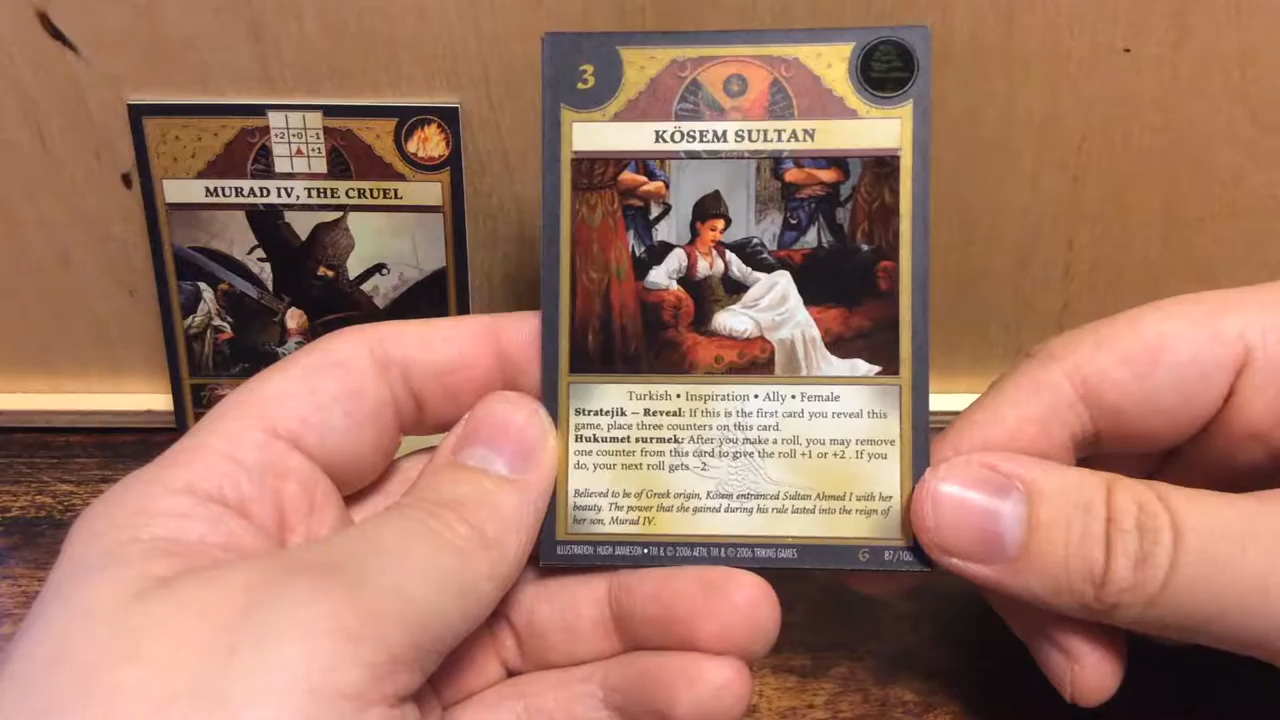 +2 +0 -1
+1
MURAD IV, THE CRUEL
3
KÖSEM SULTAN
Turkish • Inspiration • Ally • Female
Stratejik – Reveal: If this is the first card you reveal this
game, place three counters on this card.
Hukumet surmek: After you make a roll, you may remove
one counter from this card to give the roll +1 or +2 . If you
do, your next roll gets –2.
Believed to be of Greek origin, Kösem entranced Sultan Ahmed I with her
beauty. The power that she gained during his rule lasted into the reign of
her son, Murad IV.
ILLUSTRATION: HUGH JAMIESON • TM & © 2006 AETN, TM & © 2006 TRIKING GAMES
87/100